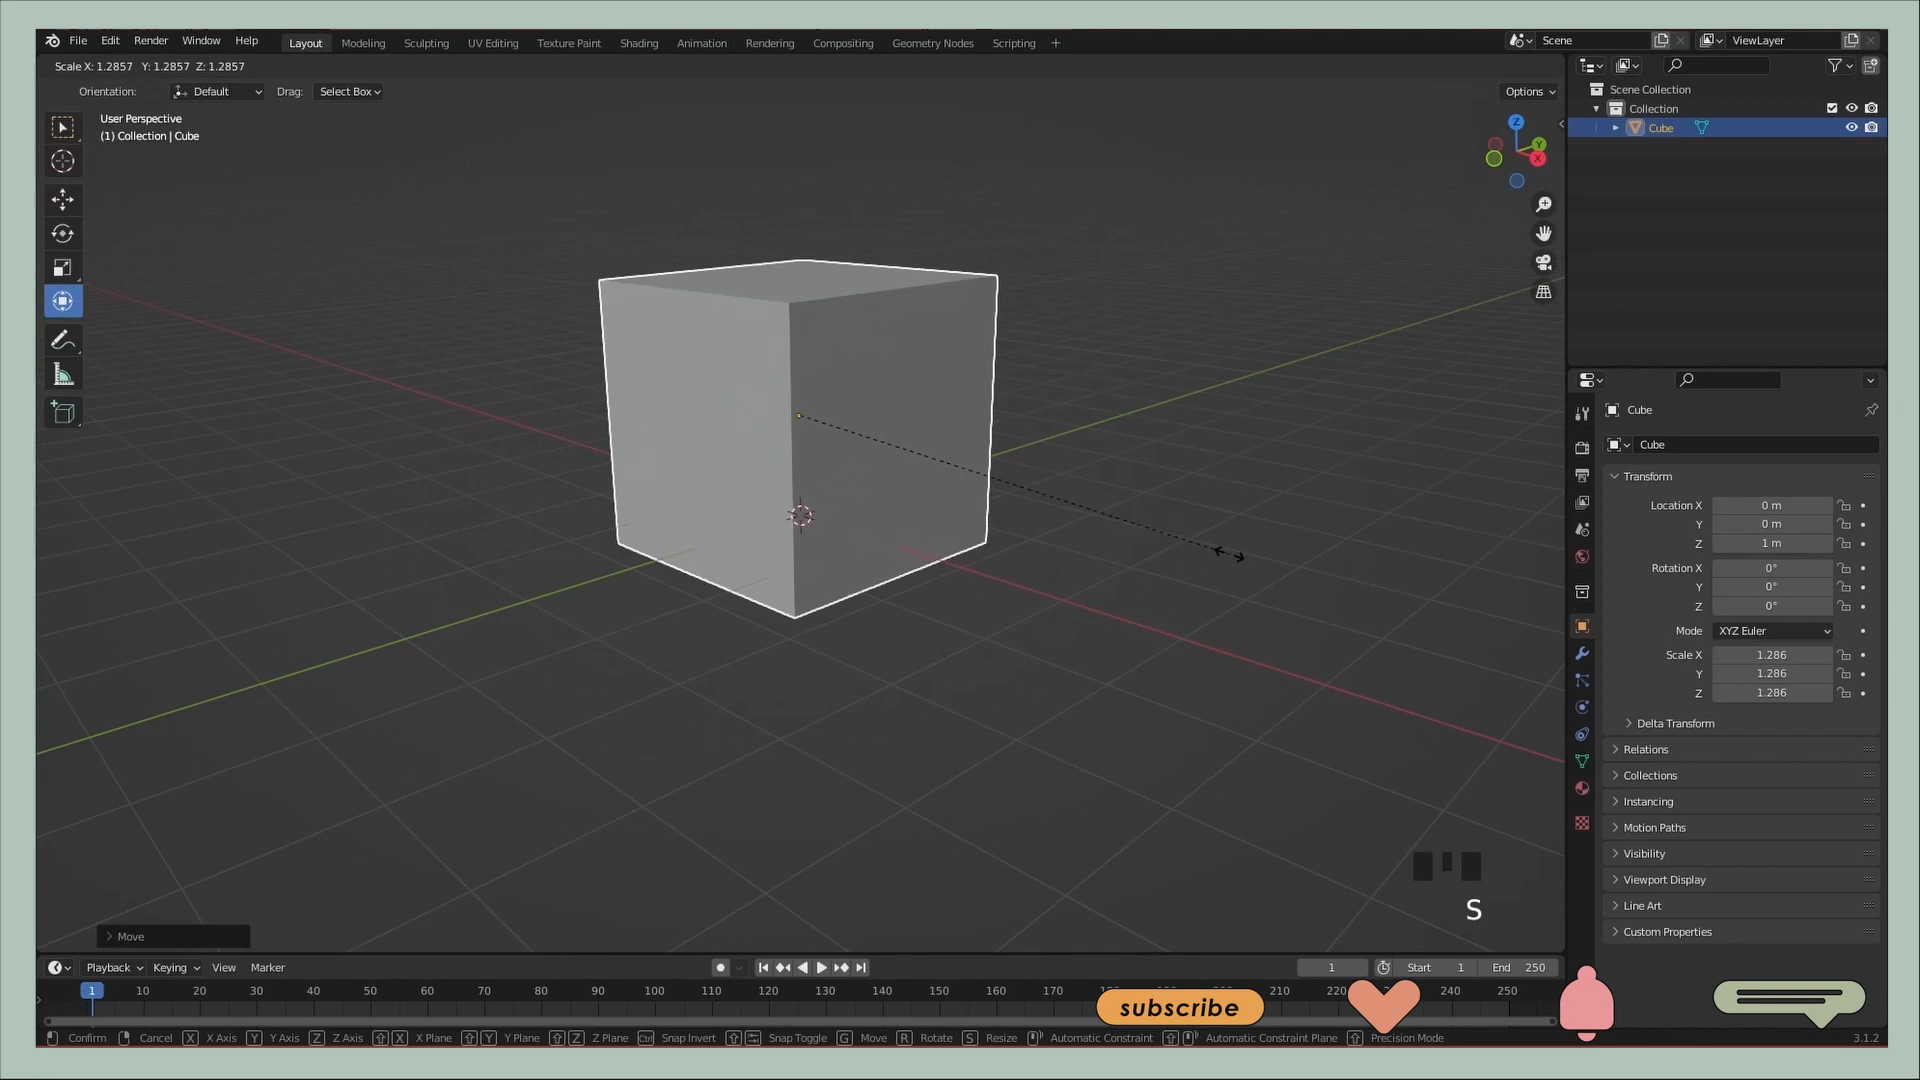 File Edit Render Window Help Layout Modeling Sculpting UV Editing Texture Paint Shading Animation Rendering Compositing Geometry Nodes Scripting + Scene ViewLayer
Scale X: 1.2857 Y: 1.2857 Z: 1.2857
Orientation: Default Drag: Select Box Options
User Perspective
(1) Collection | Cube
Z
Y
X
Scene Collection
Collection
Cube
Cube
Cube
Transform
Location X 0 m
Y 0 m
Z 1 m
Rotation X 0°
Y 0°
Z 0°
Mode XYZ Euler
Scale X 1.286
Y 1.286
Z 1.286
Delta Transform
Relations
Collections
Instancing
Motion Paths
Visibility
Viewport Display
Line Art
Custom Properties
S
Move
Playback Keying View Marker 1 Start 1 End 250
1 10 20 30 40 50 60 70 80 90 100 110 120 130 140 150 160 170 220 240 250
subscribe
Confirm Cancel X X Axis Y Y Axis Z Z Axis X X Plane Y Y Plane Z Z Plane Ctrl Snap Invert Snap Toggle G Move R Rotate S Resize Automatic Constraint Automatic Constraint Plane Precision Mode 3.1.2